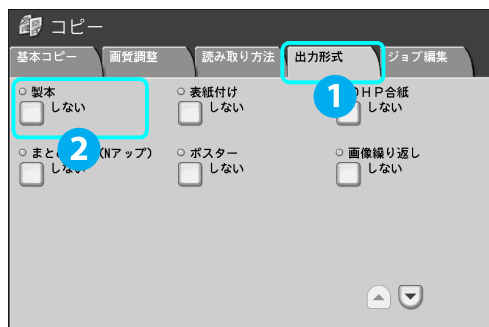 コピー
基本コピー 画質調整 読み取り方法 出力形式 ジョブ編集
製本 表紙付け HP合紙
しない しない しない
1
2
まと (Nアップ) ポスター 画像繰り返し
しない しない しない